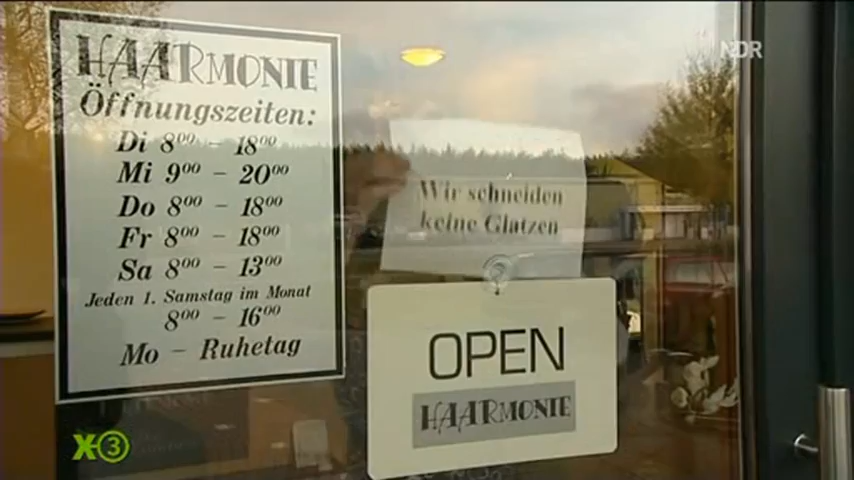 HAARMONIE
Öffnungszeiten:
Di 8⁰⁰ – 18⁰⁰
Mi 9⁰⁰ – 20⁰⁰
Do 8⁰⁰ – 18⁰⁰
Fr 8⁰⁰ – 18⁰⁰
Sa 8⁰⁰ – 13⁰⁰
Jeden 1. Samstag im Monat
8⁰⁰ – 16⁰⁰
Mo – Ruhetag
Wir schneiden
keine Glatzen
OPEN
HAARMONIE
NDR
X3